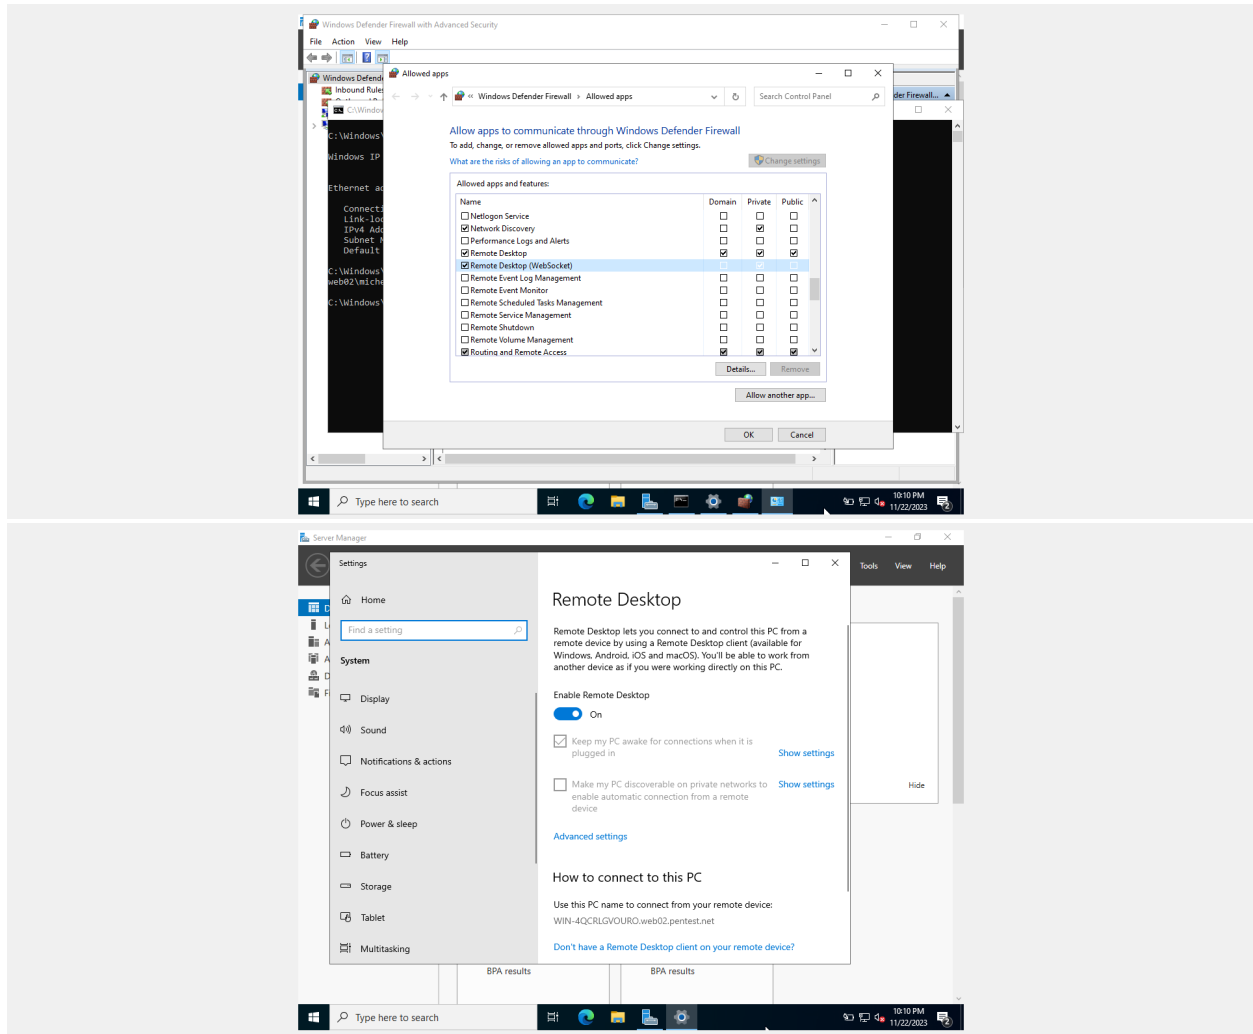 Windows Defender Firewall with Advanced Security
File Action View Help
Allowed apps
Windows Defende
Inbound Rules
« Windows Defender Firewall › Allowed apps
Search Control Panel
der Firewall...
C:\Window
C:\Windows\
Windows IP
Ethernet ad
Connecti
Link-loc
IPv4 Add
Subnet M
Default
C:\Windows\
web02\miche
C:\Windows\
Allow apps to communicate through Windows Defender Firewall
To add, change, or remove allowed apps and ports, click Change settings.
What are the risks of allowing an app to communicate?
Change settings
Allowed apps and features:
Name Domain Private Public
Netlogon Service
Network Discovery
Performance Logs and Alerts
Remote Desktop
Remote Desktop (WebSocket)
Remote Event Log Management
Remote Event Monitor
Remote Scheduled Tasks Management
Remote Service Management
Remote Shutdown
Remote Volume Management
Routing and Remote Access
Details... Remove
Allow another app...
OK Cancel
Type here to search
10:10 PM
11/22/2023
2
Server Manager
Settings
Tools View Help
Home
Find a setting
System
Display
Sound
Notifications & actions
Focus assist
Power & sleep
Battery
Storage
Tablet
Multitasking
Remote Desktop
Remote Desktop lets you connect to and control this PC from a
remote device by using a Remote Desktop client (available for
Windows, Android, iOS and macOS). You'll be able to work from
another device as if you were working directly on this PC.
Enable Remote Desktop
On
Keep my PC awake for connections when it is
plugged in
Show settings
Make my PC discoverable on private networks to
enable automatic connection from a remote
device
Show settings
Advanced settings
How to connect to this PC
Use this PC name to connect from your remote device:
WIN-4QCRLGVOURO.web02.pentest.net
Don't have a Remote Desktop client on your remote device?
Hide
BPA results
BPA results
Type here to search
10:10 PM
11/22/2023
2